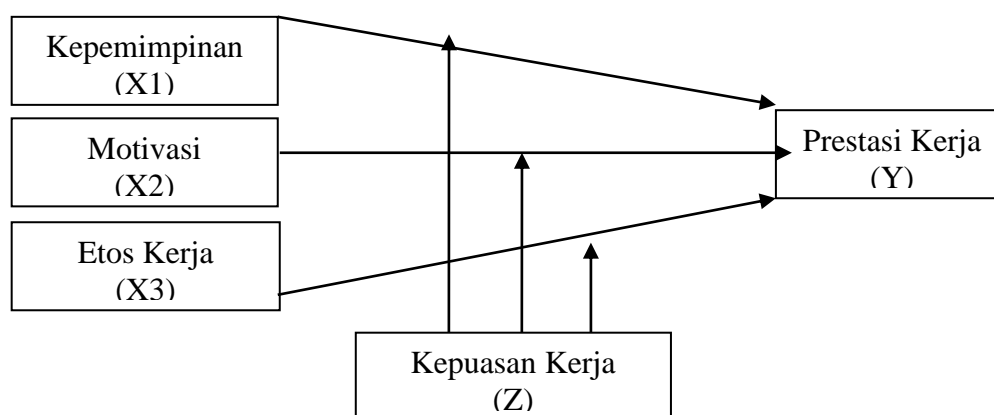 Kepemimpinan
(X1)
Motivasi
(X2)
Etos Kerja
(X3)
Prestasi Kerja
(Y)
Kepuasan Kerja
(Z)